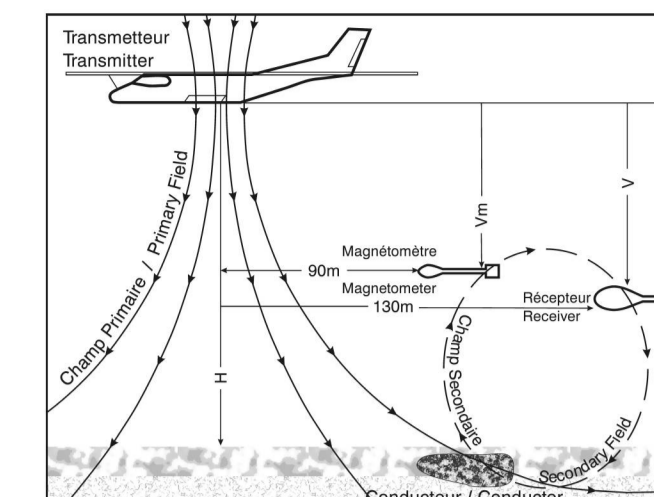 Transmetteur
Transmitter
Champ Primaire / Primary Field
Vm
V
Magnétomètre
90m
Magnetometer
130m
Récepteur
Receiver
H
Champ Secondaire
Secondary Field
Conducteur / Conductor